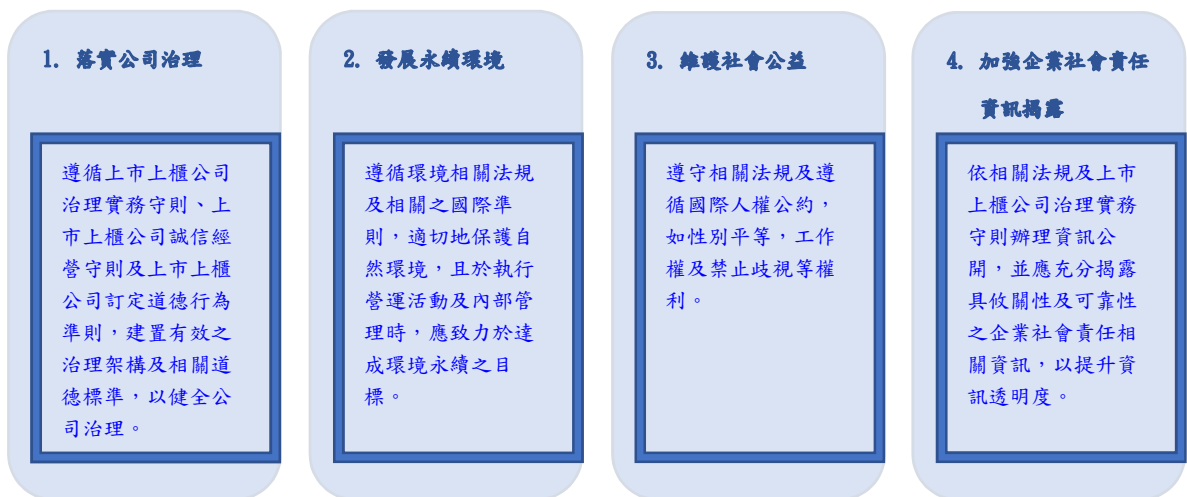 1. 落實公司治理
遵循上市上櫃公司
治理實務守則、上
市上櫃公司誠信經
營守則及上市上櫃
公司訂定道德行為
準則，建置有效之
治理架構及相關道
德標準，以健全公
司治理。
2. 發展永續環境
遵循環境相關法規
及相關之國際準
則，適切地保護自
然環境，且於執行
營運活動及內部管
理時，應致力於達
成環境永續之目
標。
3. 維護社會公益
遵守相關法規及遵
循國際人權公約，
如性別平等，工作
權及禁止歧視等權
利。
4. 加強企業社會責任
資訊揭露
依相關法規及上市
上櫃公司治理實務
守則辦理資訊公
開，並應充分揭露
具攸關性及可靠性
之企業社會責任相
關資訊，以提升資
訊透明度。